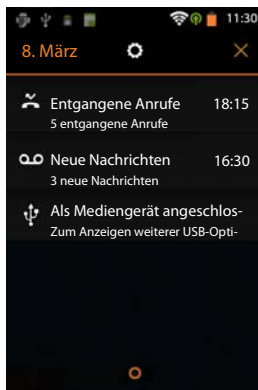 11:30
8. März
Entgangene Anrufe 18:15
5 entgangene Anrufe
Neue Nachrichten 16:30
3 neue Nachrichten
Als Mediengerät angeschlos-
Zum Anzeigen weiterer USB-Opti-